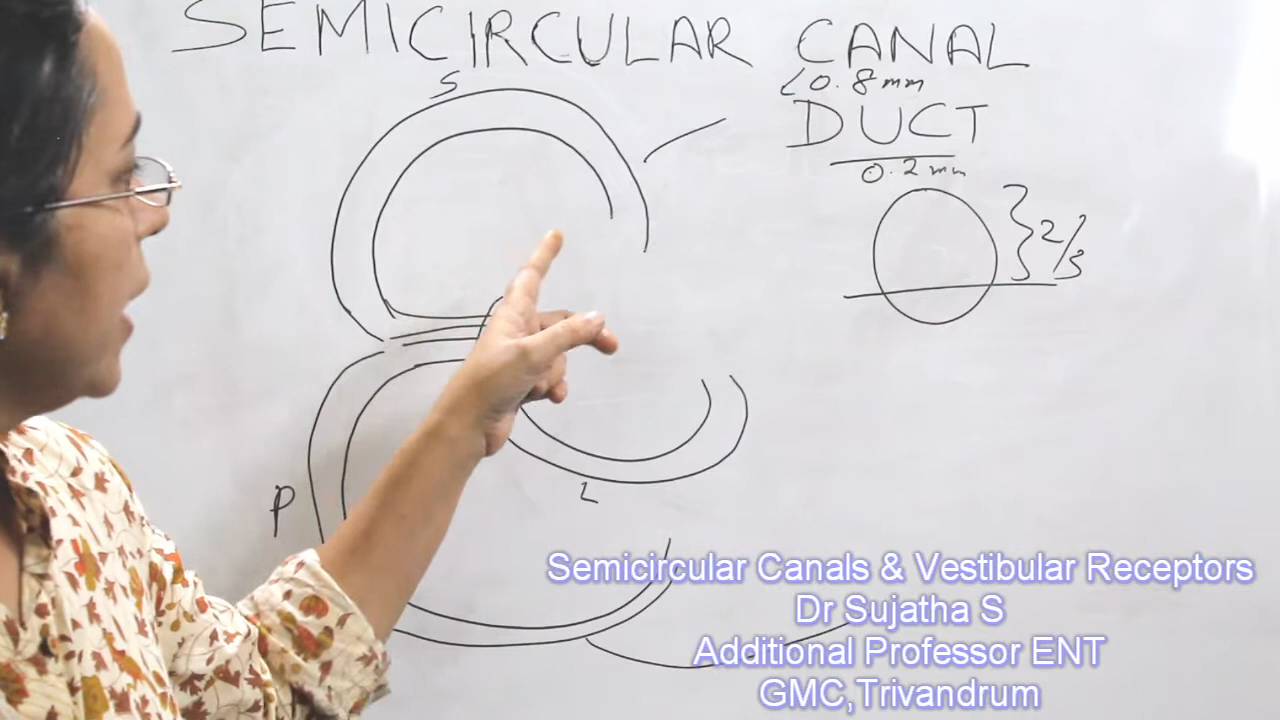 SEMICIRCULAR CANAL
S
<0.8mm
DUCT
0.2mm
2/3
P
L
Semicircular Canals & Vestibular Receptors
Dr Sujatha S
Additional Professor ENT
GMC,Trivandrum